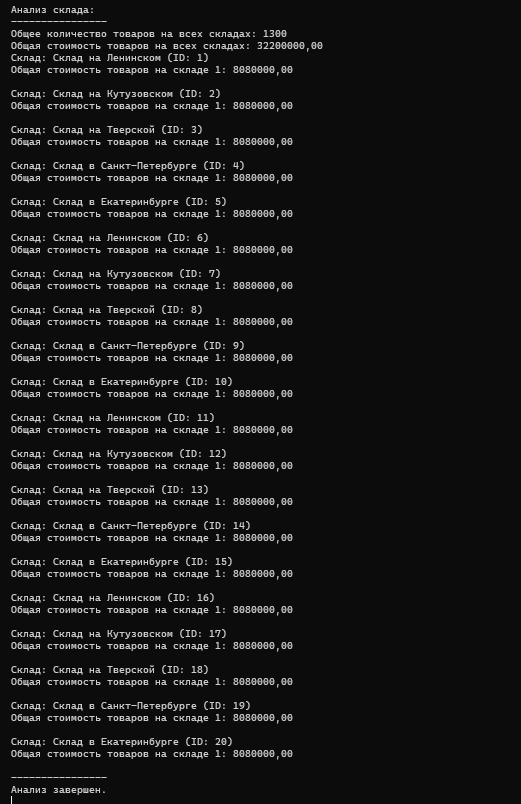 Анализ склада:
----------------
Общее количество товаров на всех складах: 1300
Общая стоимость товаров на всех складах: 32200000,00
Склад: Склад на Ленинском (ID: 1)
Общая стоимость товаров на складе 1: 8080000,00
Склад: Склад на Кутузовском (ID: 2)
Общая стоимость товаров на складе 1: 8080000,00
Склад: Склад на Тверской (ID: 3)
Общая стоимость товаров на складе 1: 8080000,00
Склад: Склад в Санкт-Петербурге (ID: 4)
Общая стоимость товаров на складе 1: 8080000,00
Склад: Склад в Екатеринбурге (ID: 5)
Общая стоимость товаров на складе 1: 8080000,00
Склад: Склад на Ленинском (ID: 6)
Общая стоимость товаров на складе 1: 8080000,00
Склад: Склад на Кутузовском (ID: 7)
Общая стоимость товаров на складе 1: 8080000,00
Склад: Склад на Тверской (ID: 8)
Общая стоимость товаров на складе 1: 8080000,00
Склад: Склад в Санкт-Петербурге (ID: 9)
Общая стоимость товаров на складе 1: 8080000,00
Склад: Склад в Екатеринбурге (ID: 10)
Общая стоимость товаров на складе 1: 8080000,00
Склад: Склад на Ленинском (ID: 11)
Общая стоимость товаров на складе 1: 8080000,00
Склад: Склад на Кутузовском (ID: 12)
Общая стоимость товаров на складе 1: 8080000,00
Склад: Склад на Тверской (ID: 13)
Общая стоимость товаров на складе 1: 8080000,00
Склад: Склад в Санкт-Петербурге (ID: 14)
Общая стоимость товаров на складе 1: 8080000,00
Склад: Склад в Екатеринбурге (ID: 15)
Общая стоимость товаров на складе 1: 8080000,00
Склад: Склад на Ленинском (ID: 16)
Общая стоимость товаров на складе 1: 8080000,00
Склад: Склад на Кутузовском (ID: 17)
Общая стоимость товаров на складе 1: 8080000,00
Склад: Склад на Тверской (ID: 18)
Общая стоимость товаров на складе 1: 8080000,00
Склад: Склад в Санкт-Петербурге (ID: 19)
Общая стоимость товаров на складе 1: 8080000,00
Склад: Склад в Екатеринбурге (ID: 20)
Общая стоимость товаров на складе 1: 8080000,00
----------------
Анализ завершен.